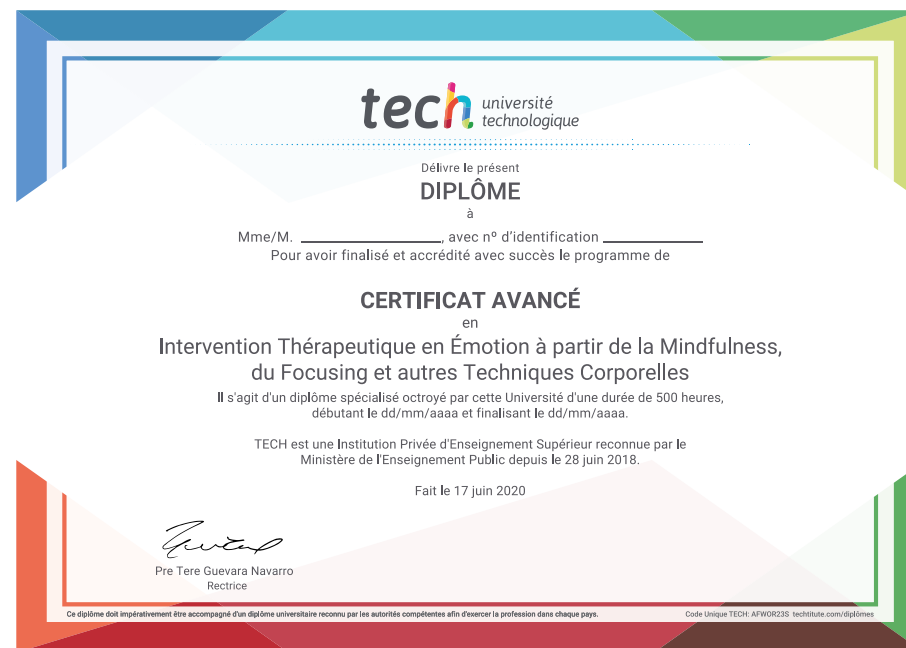 tech université
technologique
Délivre le présent
DIPLÔME
à
Mme/M. ____________________, avec nº d'identification ______________
Pour avoir finalisé et accrédité avec succès le programme de
CERTIFICAT AVANCÉ
en
Intervention Thérapeutique en Émotion à partir de la Mindfulness,
du Focusing et autres Techniques Corporelles
Il s'agit d'un diplôme spécialisé octroyé par cette Université d'une durée de 500 heures,
débutant le dd/mm/aaaa et finalisant le dd/mm/aaaa.
TECH est une Institution Privée d'Enseignement Supérieur reconnue par le
Ministère de l'Enseignement Public depuis le 28 juin 2018.
Fait le 17 juin 2020
Pre Tere Guevara Navarro
Rectrice
Ce diplôme doit impérativement être accompagné d'un diplôme universitaire reconnu par les autorités compétentes afin d'exercer la profession dans chaque pays.
Code Unique TECH: AFWOR23S techtitute.com/diplômes